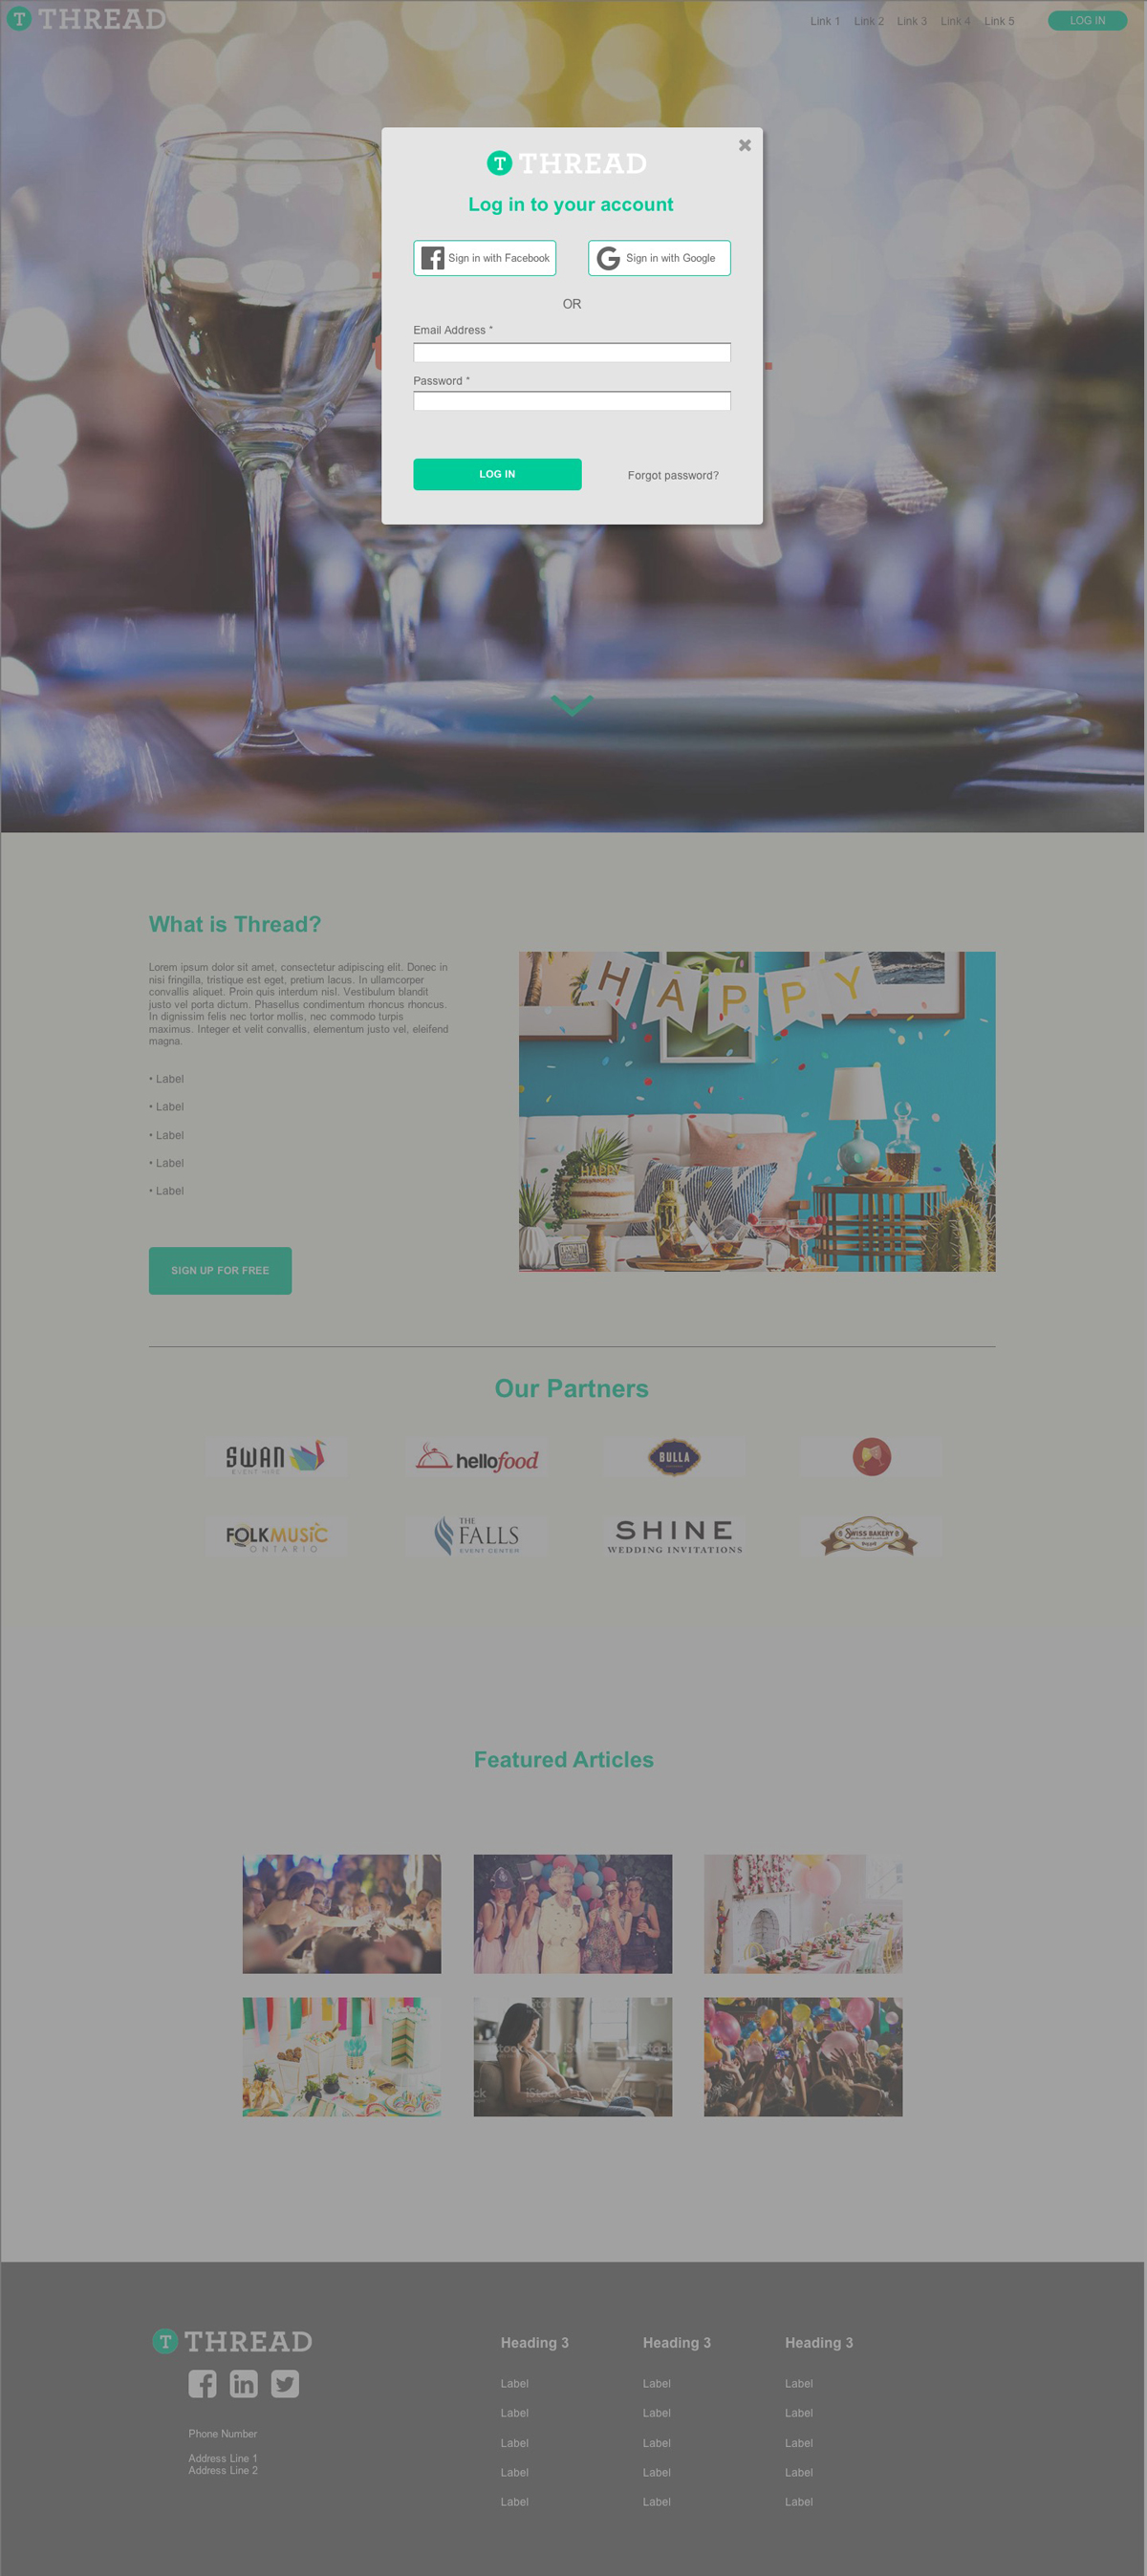 T THREAD
Link 1 Link 2 Link 3 Link 4 Link 5 LOG IN
T THREAD
Log in to your account
Sign in with Facebook
Sign in with Google
OR
Email Address *
Password *
LOG IN
Forgot password?
What is Thread?
Lorem ipsum dolor sit amet, consectetur adipiscing elit. Donec in
nisi fringilla, tristique est eget, pretium lacus. In ullamcorper
convallis aliquet. Proin quis interdum nisl. Vestibulum blandit
justo vel porta dictum. Phasellus condimentum rhoncus rhoncus.
In dignissim felis nec tortor mollis, nec commodo turpis
maximus. Integer et velit convallis, elementum justo vel, eleifend
magna.
• Label
• Label
• Label
• Label
• Label
SIGN UP FOR FREE
HAPPY
HAPPY
Our Partners
SWAN
EVENT HIRE
hellofood
BULLA
FOLKMUSIC
ONTARIO
THE
FALLS
EVENT CENTER
SHINE
WEDDING INVITATIONS
SWISS BAKERY
Featured Articles
iStock
iStock
iStock
T THREAD
in
Phone Number
Address Line 1
Address Line 2
Heading 3
Label
Label
Label
Label
Label
Heading 3
Label
Label
Label
Label
Label
Heading 3
Label
Label
Label
Label
Label